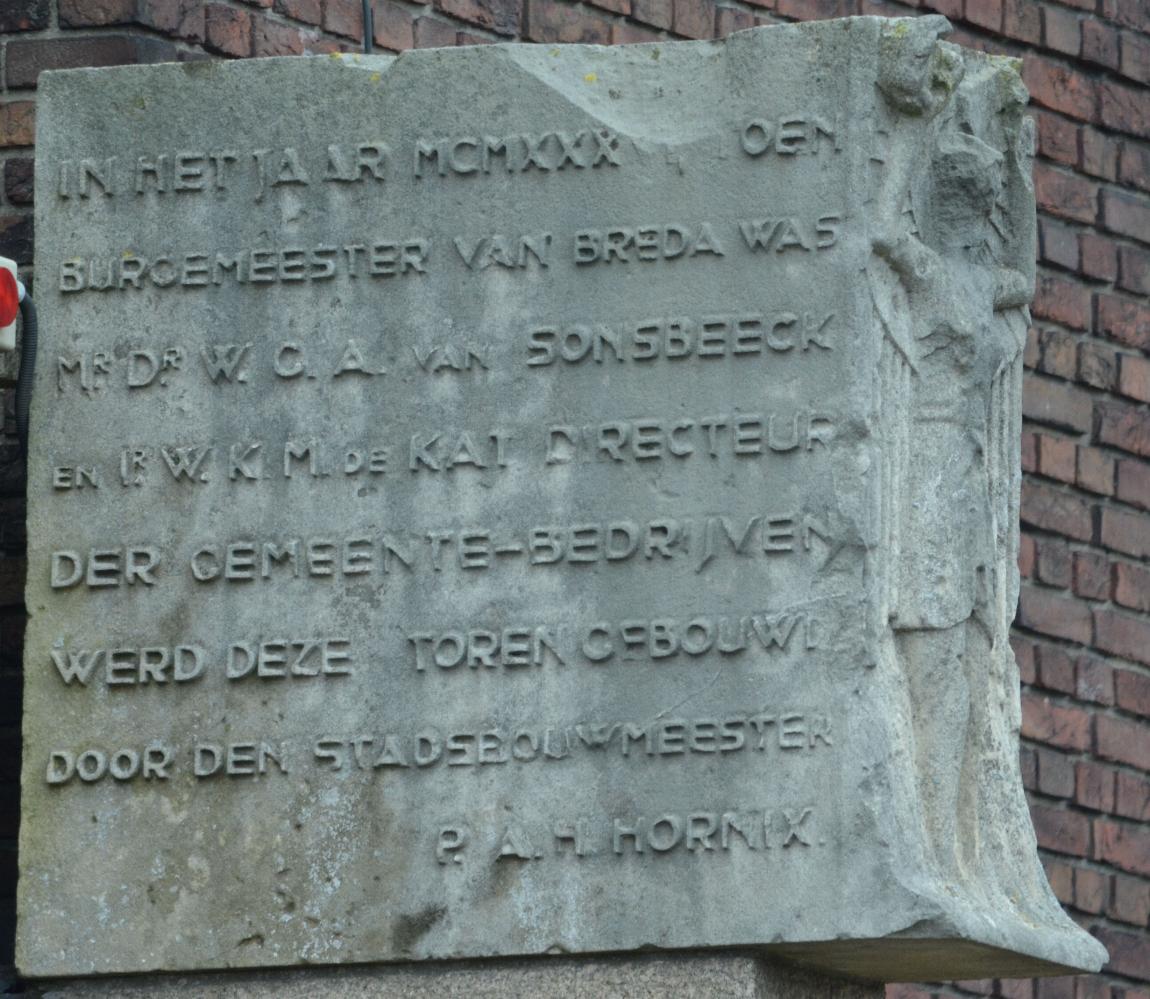 IN HET JAAR MCMXXX TOEN
BURGEMEESTER VAN BREDA WAS
MR. DR. W. G. A. VAN SONSBEECK
EN IR. W. K. M. DE KAT DIRECTEUR
DER GEMEENTE-BEDRIJVEN
WERD DEZE TOREN GEBOUWD
DOOR DEN STADSBOUWMEESTER
P. A. H. HORNIX.